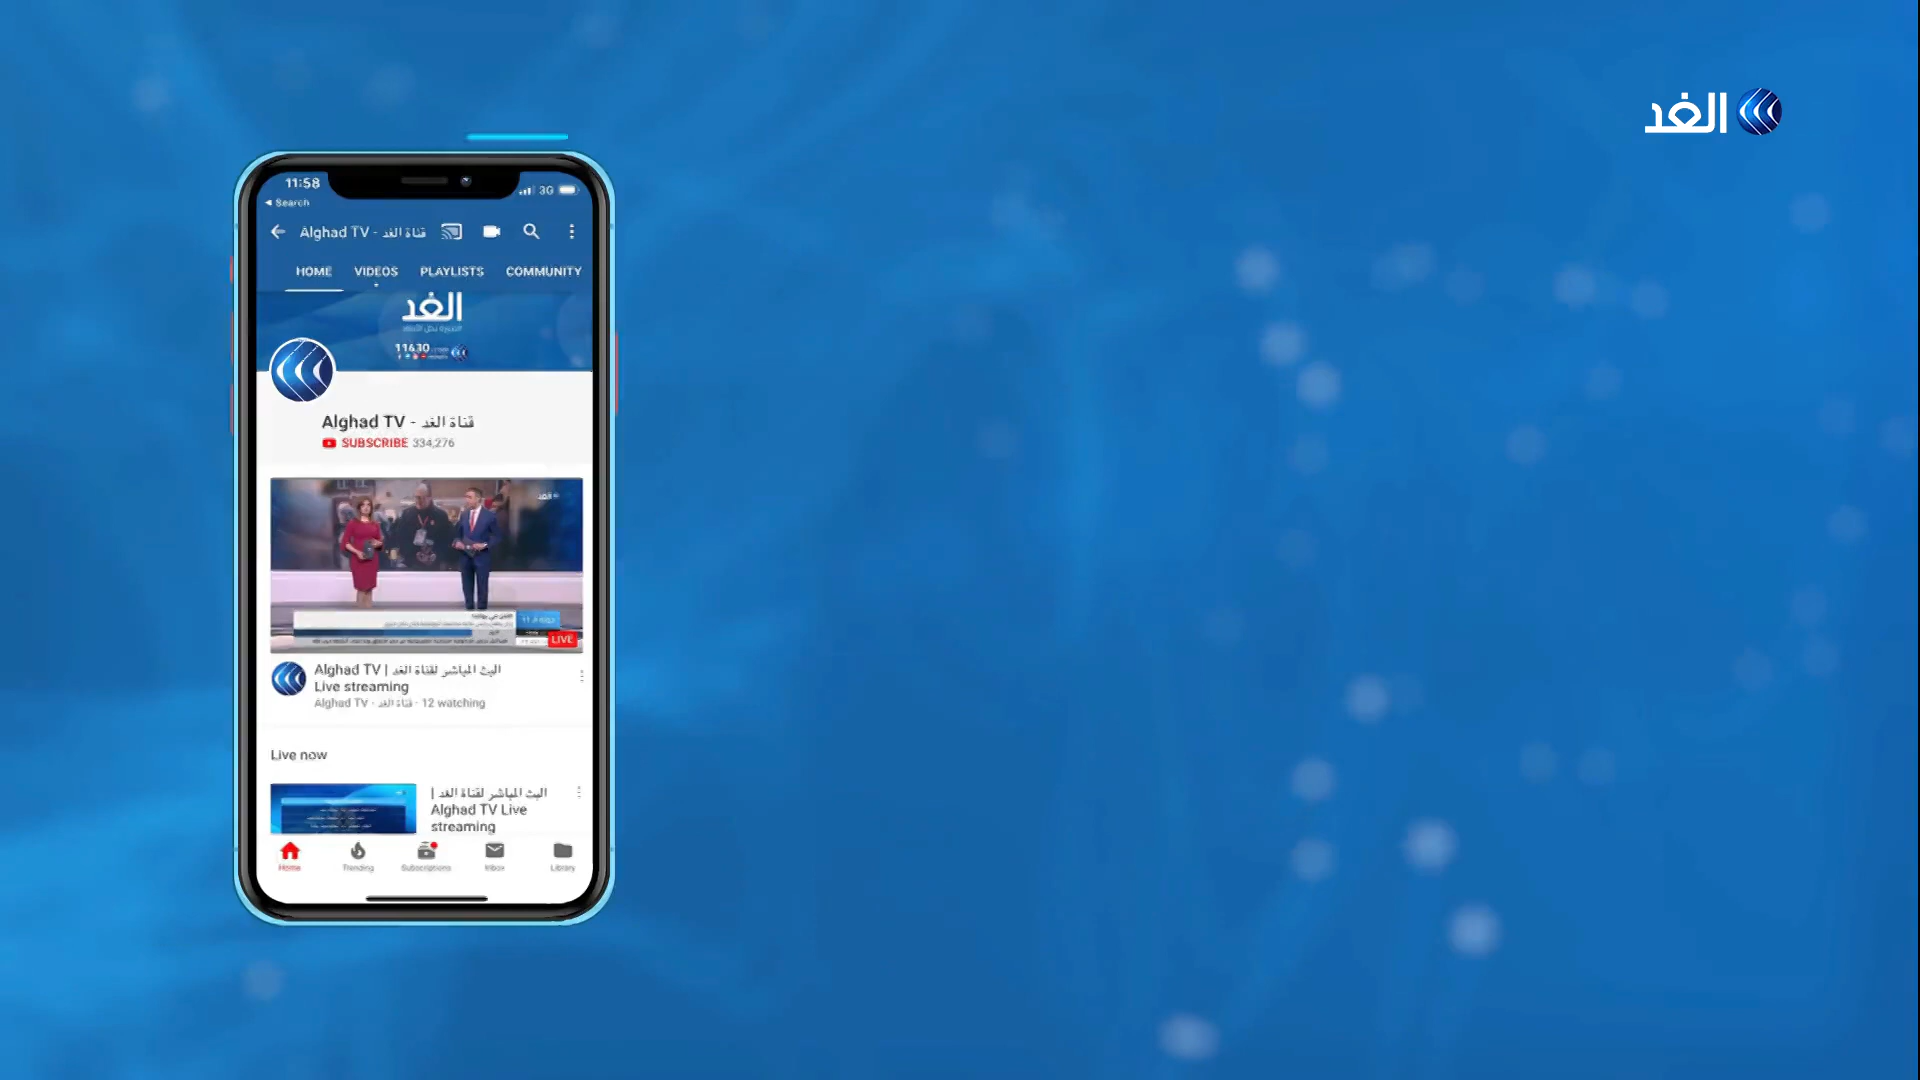 الغد
11:58
3G
Search
Alghad TV - قناة الغد
HOME VIDEOS PLAYLISTS COMMUNITY
الغد
11630
Alghad TV - قناة الغد
SUBSCRIBE 334,276
الغد
LIVE
Alghad TV | البث المباشر لقناة الغد
Live streaming
Alghad TV - قناة الغد · 12 watching
Live now
البث المباشر لقناة الغد |
Alghad TV Live
streaming
Home Trending Subscriptions Inbox Library